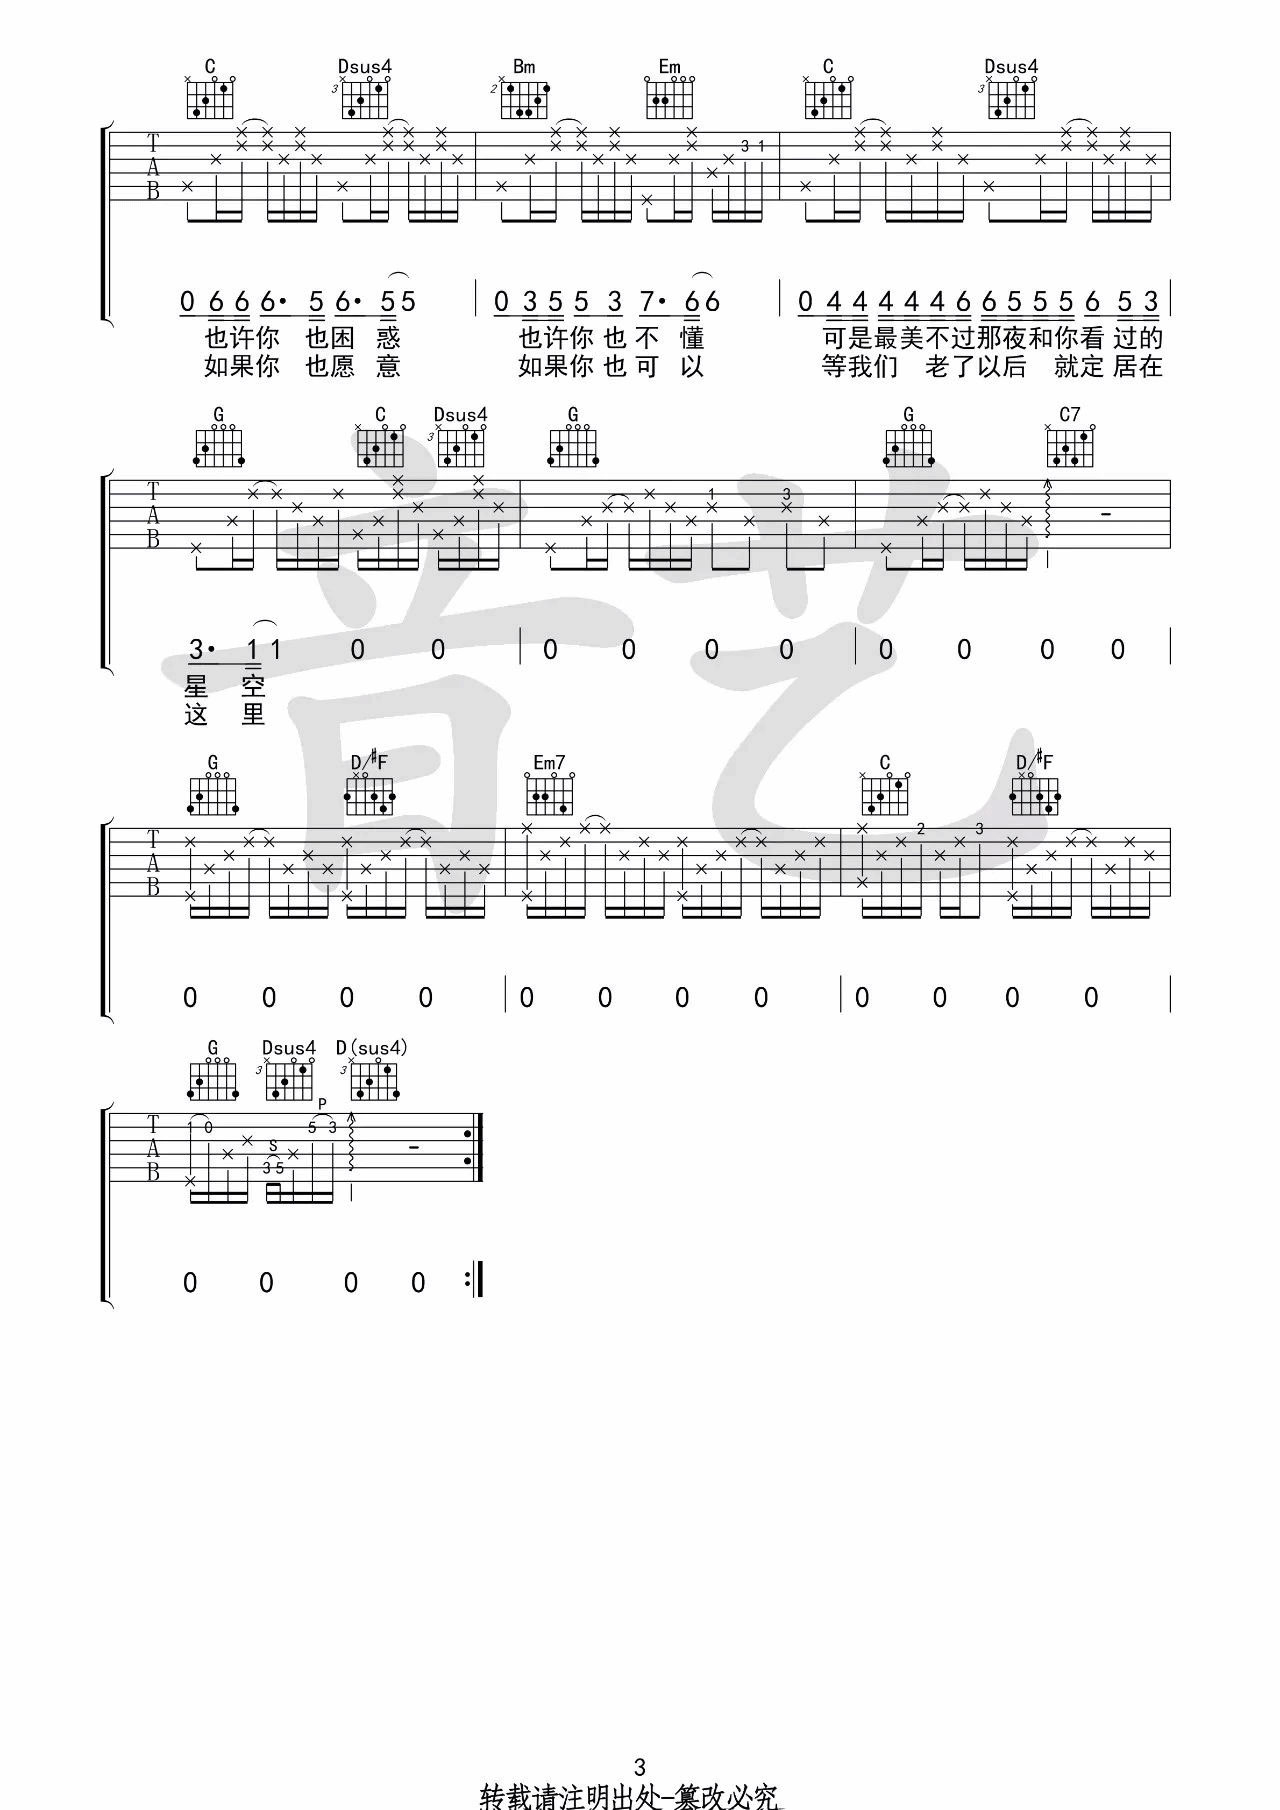 C Dsus4 Bm Em C Dsus4
3 2 3
T A B 3 1
0 6 6 6· 5 6· 5 5 0 3 5 5 3 7· 6 6 0 4 4 4 4 4 6 6 5 5 5 6 5 3
也许你 也困 惑 也许你也不 懂 可是最美不过那夜和你看过的
如果你 也愿 意 如果你也可 以 等我们 老了以后 就定居在
G C Dsus4 G G C7
3
T A B 1 3 -
3· 1 1 0 0 0 0 0 0 0 0 0 0
星 空
这 里
G D/#F Em7 C D/#F
T A B 2 3
0 0 0 0 0 0 0 0 0 0 0 0
G Dsus4 D(sus4)
3 3
P
T A B 1 0 S 3 5 5 3 -
0 0 0 0
3
转载请注明出处-篡改必究
音艺